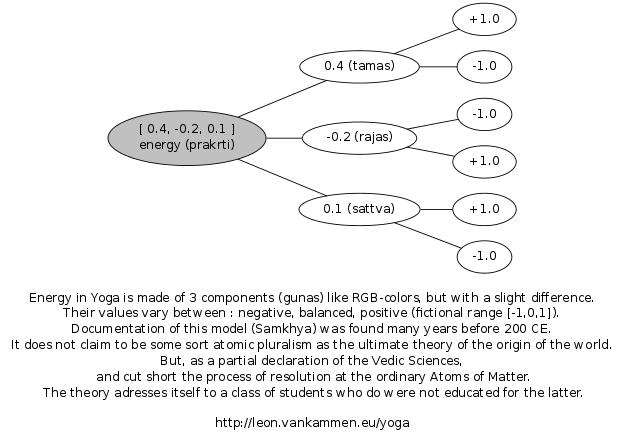 +1.0
0.4 (tamas)
-1.0
-1.0
[ 0.4, -0.2, 0.1 ]
energy (prakrti)
-0.2 (rajas)
+1.0
0.1 (sattva)
+1.0
-1.0
Energy in Yoga is made of 3 components (gunas) like RGB-colors, but with a slight difference.
Their values vary between : negative, balanced, positive (fictional range [-1,0,1]).
Documentation of this model (Samkhya) was found many years before 200 CE.
It does not claim to be some sort atomic pluralism as the ultimate theory of the origin of the world.
But, as a partial declaration of the Vedic Sciences,
and cut short the process of resolution at the ordinary Atoms of Matter.
The theory adresses itself to a class of students who do were not educated for the latter.
http://leon.vankammen.eu/yoga